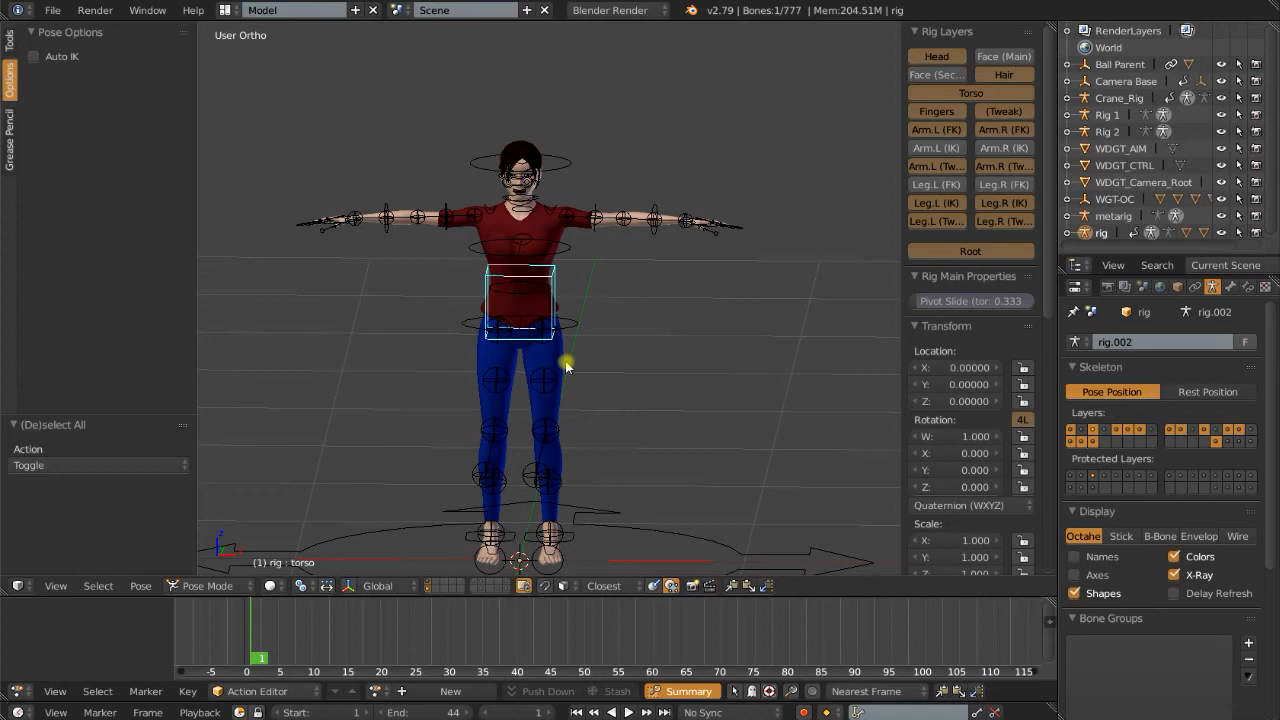 File Render Window Help Model Scene Blender Render v2.79 | Bones:1/777 | Mem:204.51M | rig
Tools
Options
Grease Pencil
Pose Options
Auto IK
(De)select All
Action
Toggle
User Ortho
(1) rig : torso
Rig Layers
Head Face (Main)
Face (Sec... Hair
Torso
Fingers (Tweak)
Arm.L (FK) Arm.R (FK)
Arm.L (IK) Arm.R (IK)
Arm.L (Tw... Arm.R (Tw...
Leg.L (FK) Leg.R (FK)
Leg.L (IK) Leg.R (IK)
Leg.L (Tw... Leg.R (Tw...
Root
Rig Main Properties
Pivot Slide (tor: 0.333
Transform
Location:
X: 0.00000
Y: 0.00000
Z: 0.00000
Rotation: 4L
W: 1.000
X: 0.000
Y: 0.000
Z: 0.000
Quaternion (WXYZ)
Scale:
X: 1.000
Y: 1.000
RenderLayers
World
Ball Parent
Camera Base
Crane_Rig
Rig 1
Rig 2
WDGT_AIM
WDGT_CTRL
WDGT_Camera_Root
WGT-OC
metarig
rig
View Search Current Scene
rig rig.002
rig.002 F
Skeleton
Pose Position Rest Position
Layers:
Protected Layers:
Display
Octahe Stick B-Bone Envelop Wire
Names Colors
Axes X-Ray
Shapes Delay Refresh
Bone Groups
View Select Pose Pose Mode Global Closest
1
-5 0 5 10 15 20 25 30 35 40 45 50 55 60 65 70 75 80 85 90 95 100 105 110 115
View Select Marker Key Action Editor New Push Down Stash Summary Nearest Frame
View Marker Frame Playback Start: 1 End: 44 1 No Sync